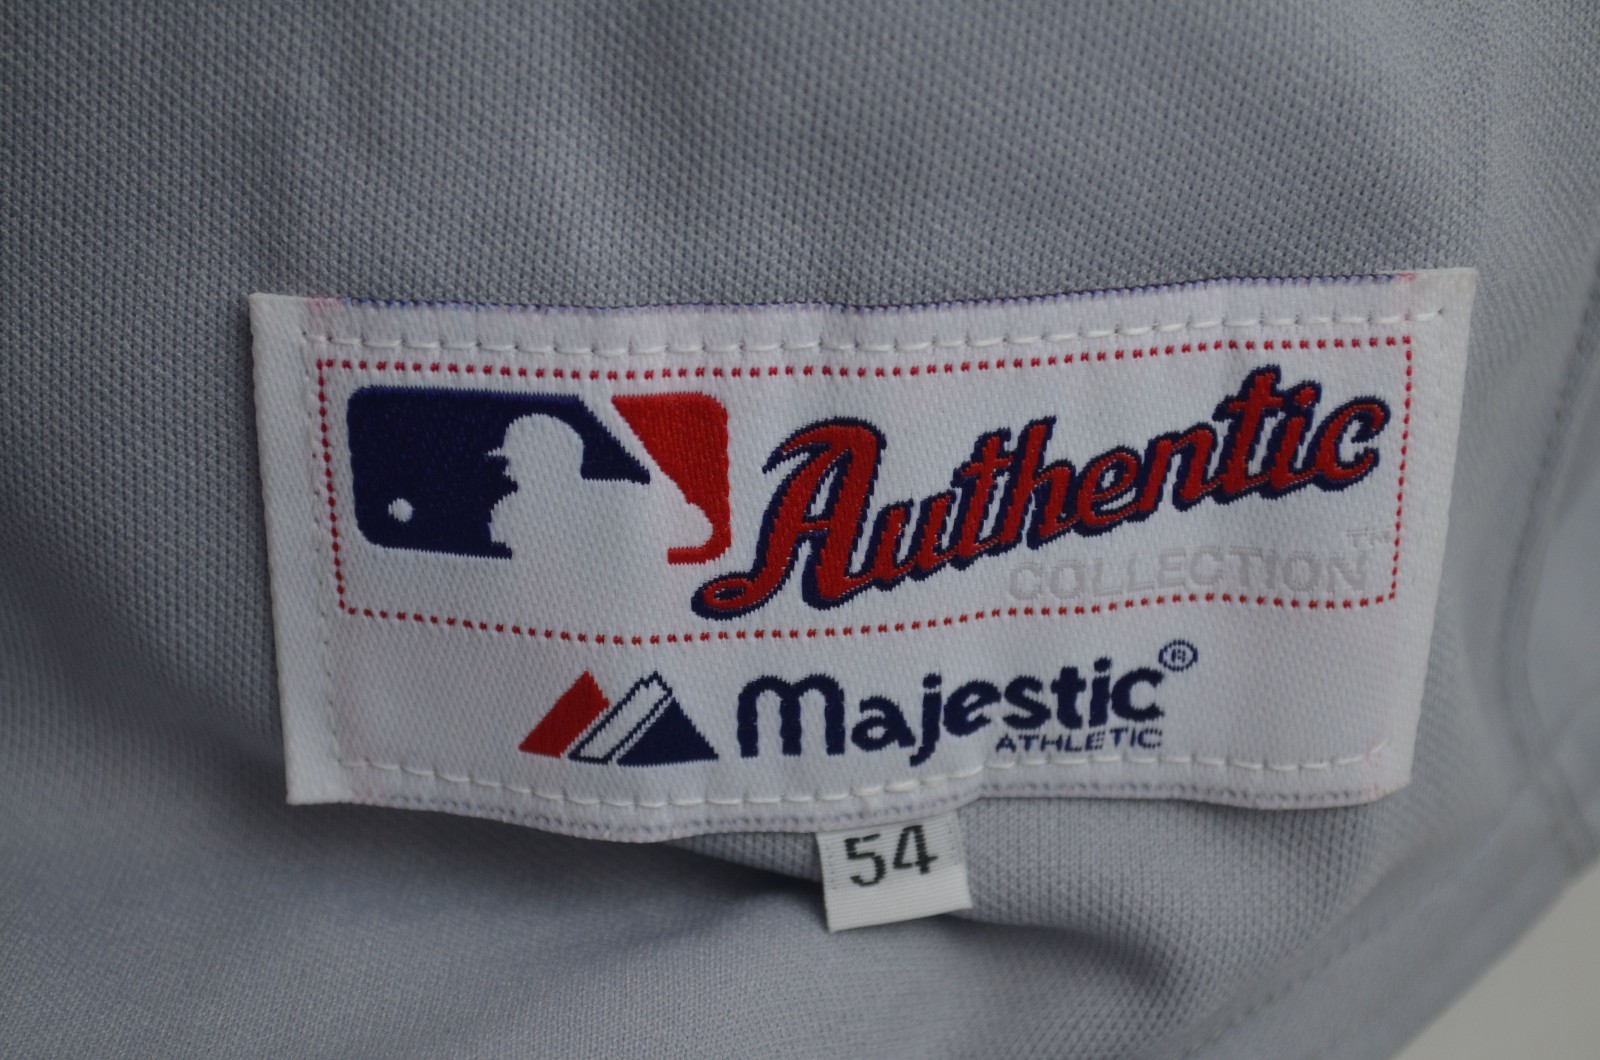 Authentic
COLLECTION™
Majestic®
ATHLETIC
54